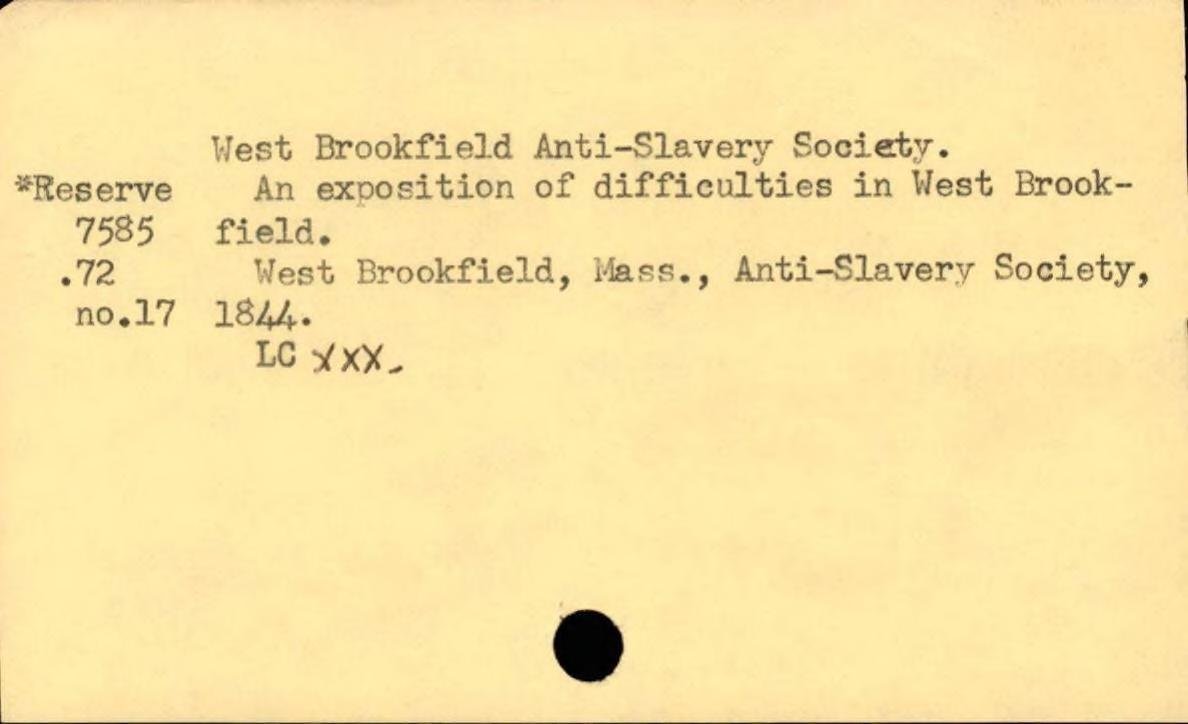 West Brookfield Anti-Slavery Society.
*Reserve An exposition of difficulties in West Brook-
7585 field.
.72 West Brookfield, Mass., Anti-Slavery Society,
no.17 1844.
LC xxx